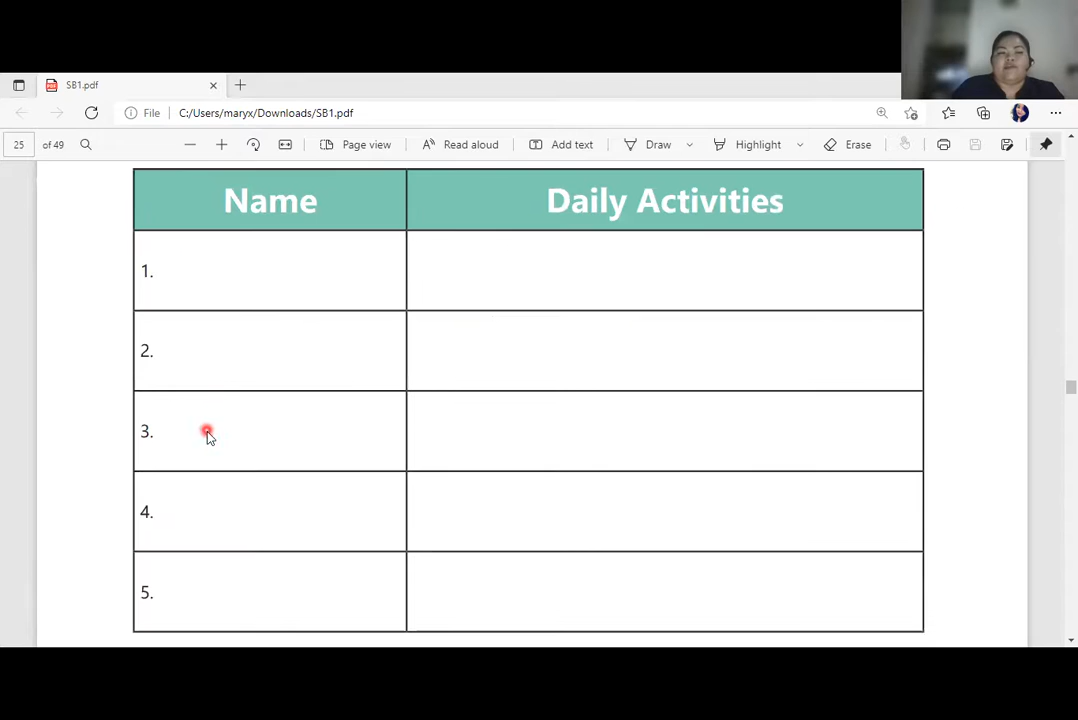 SB1.pdf
File C:/Users/maryx/Downloads/SB1.pdf
25 of 49 Page view Read aloud Add text Draw Highlight Erase
Name Daily Activities
1.
2.
3.
4.
5.